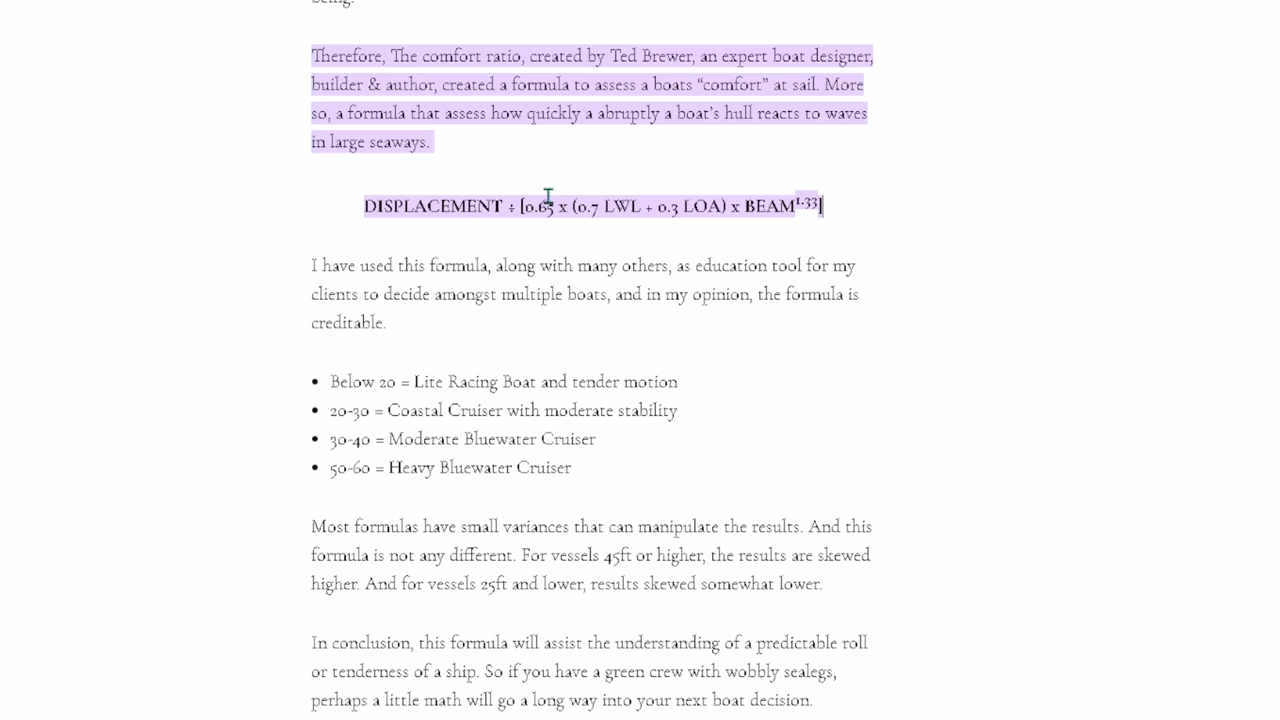 being.
Therefore, The comfort ratio, created by Ted Brewer, an expert boat designer,
builder & author, created a formula to assess a boats “comfort” at sail. More
so, a formula that assess how quickly a abruptly a boat’s hull reacts to waves
in large seaways.
DISPLACEMENT ÷ [0.65 x (0.7 LWL + 0.3 LOA) x BEAM^1.33]
I have used this formula, along with many others, as education tool for my
clients to decide amongst multiple boats, and in my opinion, the formula is
creditable.
• Below 20 = Lite Racing Boat and tender motion
• 20-30 = Coastal Cruiser with moderate stability
• 30-40 = Moderate Bluewater Cruiser
• 50-60 = Heavy Bluewater Cruiser
Most formulas have small variances that can manipulate the results. And this
formula is not any different. For vessels 45ft or higher, the results are skewed
higher. And for vessels 25ft and lower, results skewed somewhat lower.
In conclusion, this formula will assist the understanding of a predictable roll
or tenderness of a ship. So if you have a green crew with wobbly sealegs,
perhaps a little math will go a long way into your next boat decision.